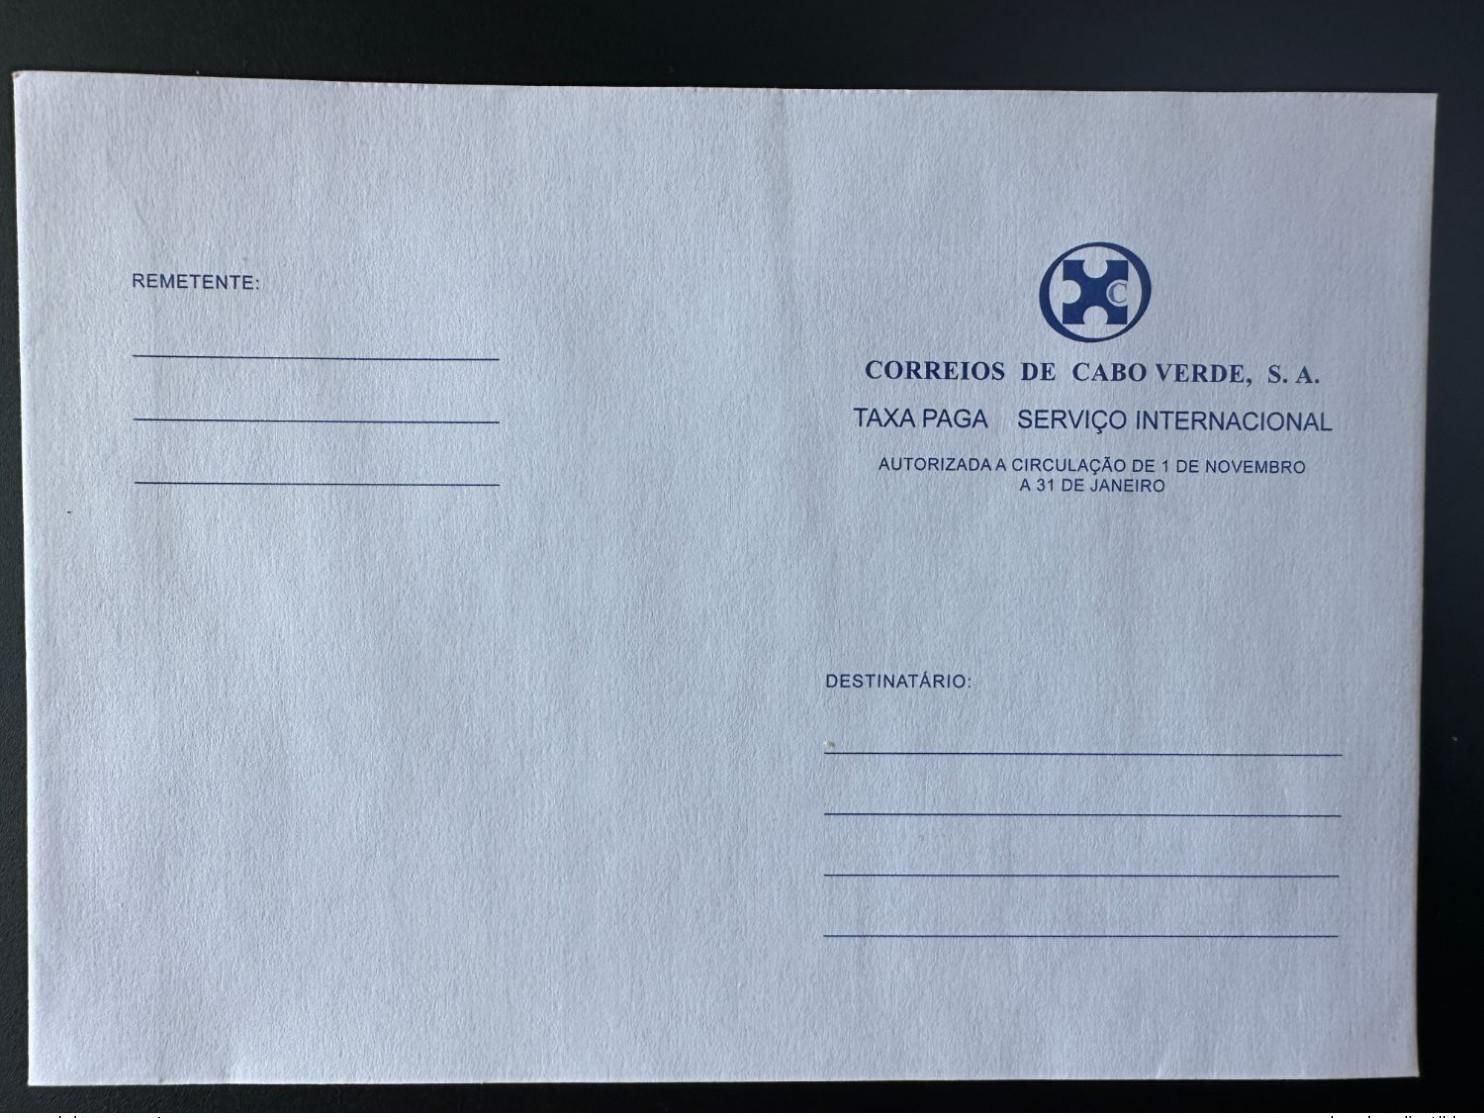 REMETENTE:
C
CORREIOS DE CABO VERDE, S. A.
TAXA PAGA SERVIÇO INTERNACIONAL
AUTORIZADA A CIRCULAÇÃO DE 1 DE NOVEMBRO
A 31 DE JANEIRO
DESTINATÁRIO: